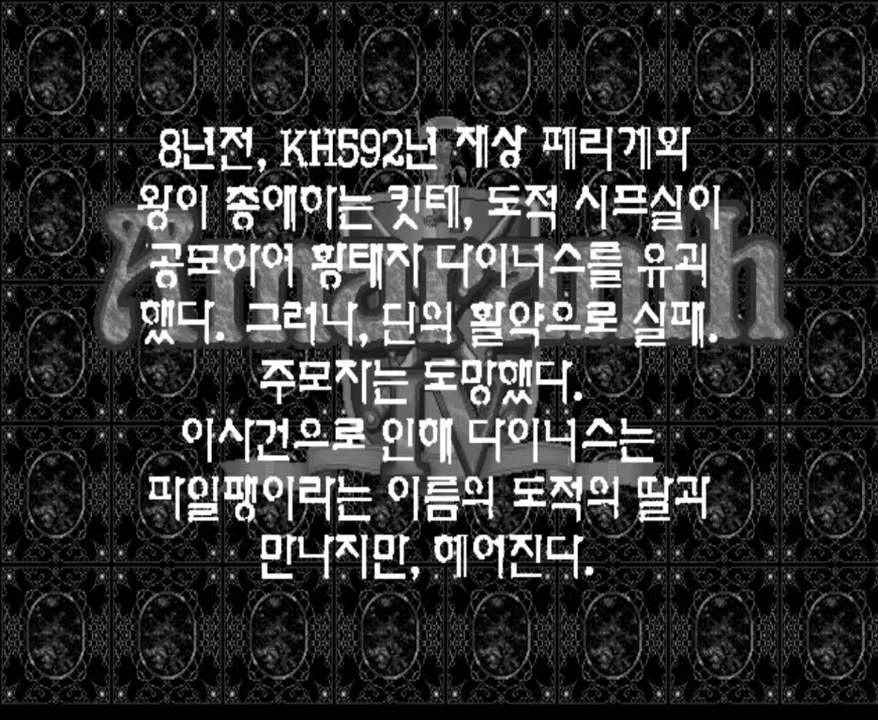 8년전, KH592년 재상 페리게와
왕이 총애하는 킷테, 도적 시프실이
공모하여 황태자 다이너스를 유괴
했다. 그러나, 딘의 활약으로 실패.
주모자는 도망했다.
이사건으로 인해 다이너스는
파일팽이라는 이름의 도적의 딸과
만나지만, 헤어진다.
Amaranth
IV